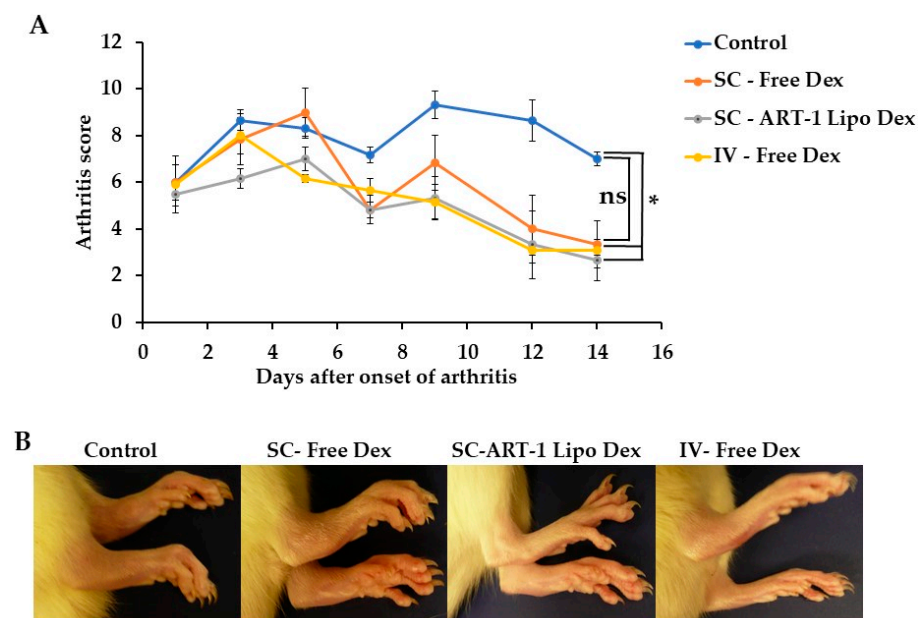 A
Arthritis score
12
10
8
6
4
2
0
0 2 4 6 8 10 12 14 16
Days after onset of arthritis
ns
*
Control
SC - Free Dex
SC - ART-1 Lipo Dex
IV - Free Dex
B
Control SC- Free Dex SC-ART-1 Lipo Dex IV- Free Dex